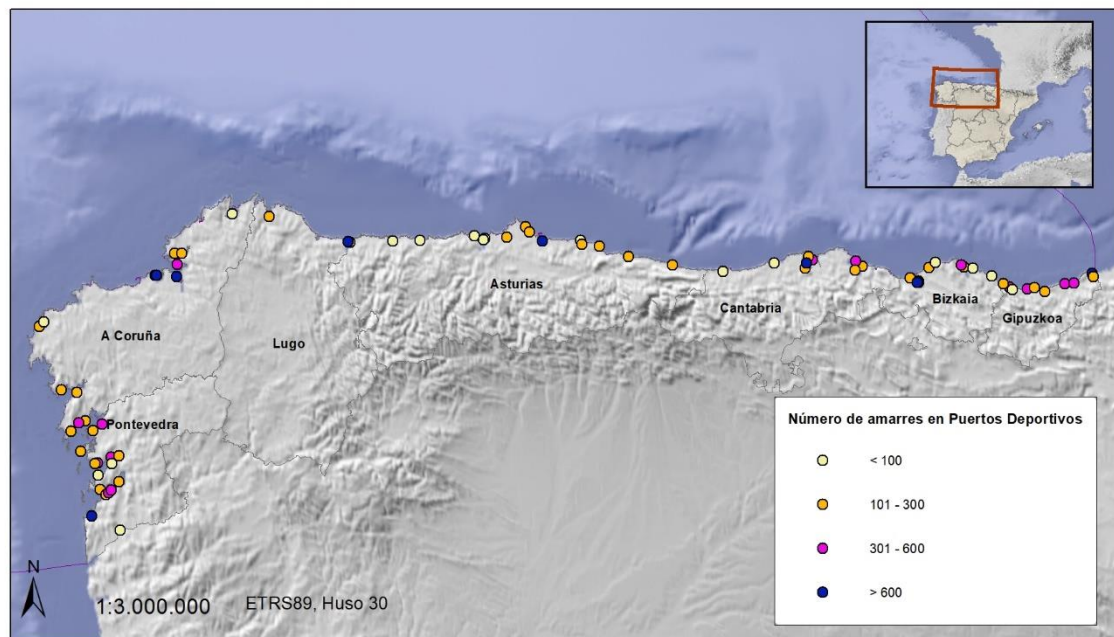 A Coruña
Lugo
Asturias
Cantabria
Bizkaia
Gipuzkoa
Pontevedra
Número de amarres en Puertos Deportivos
< 100
101 - 300
301 - 600
> 600
N
1:3.000.000
ETRS89, Huso 30